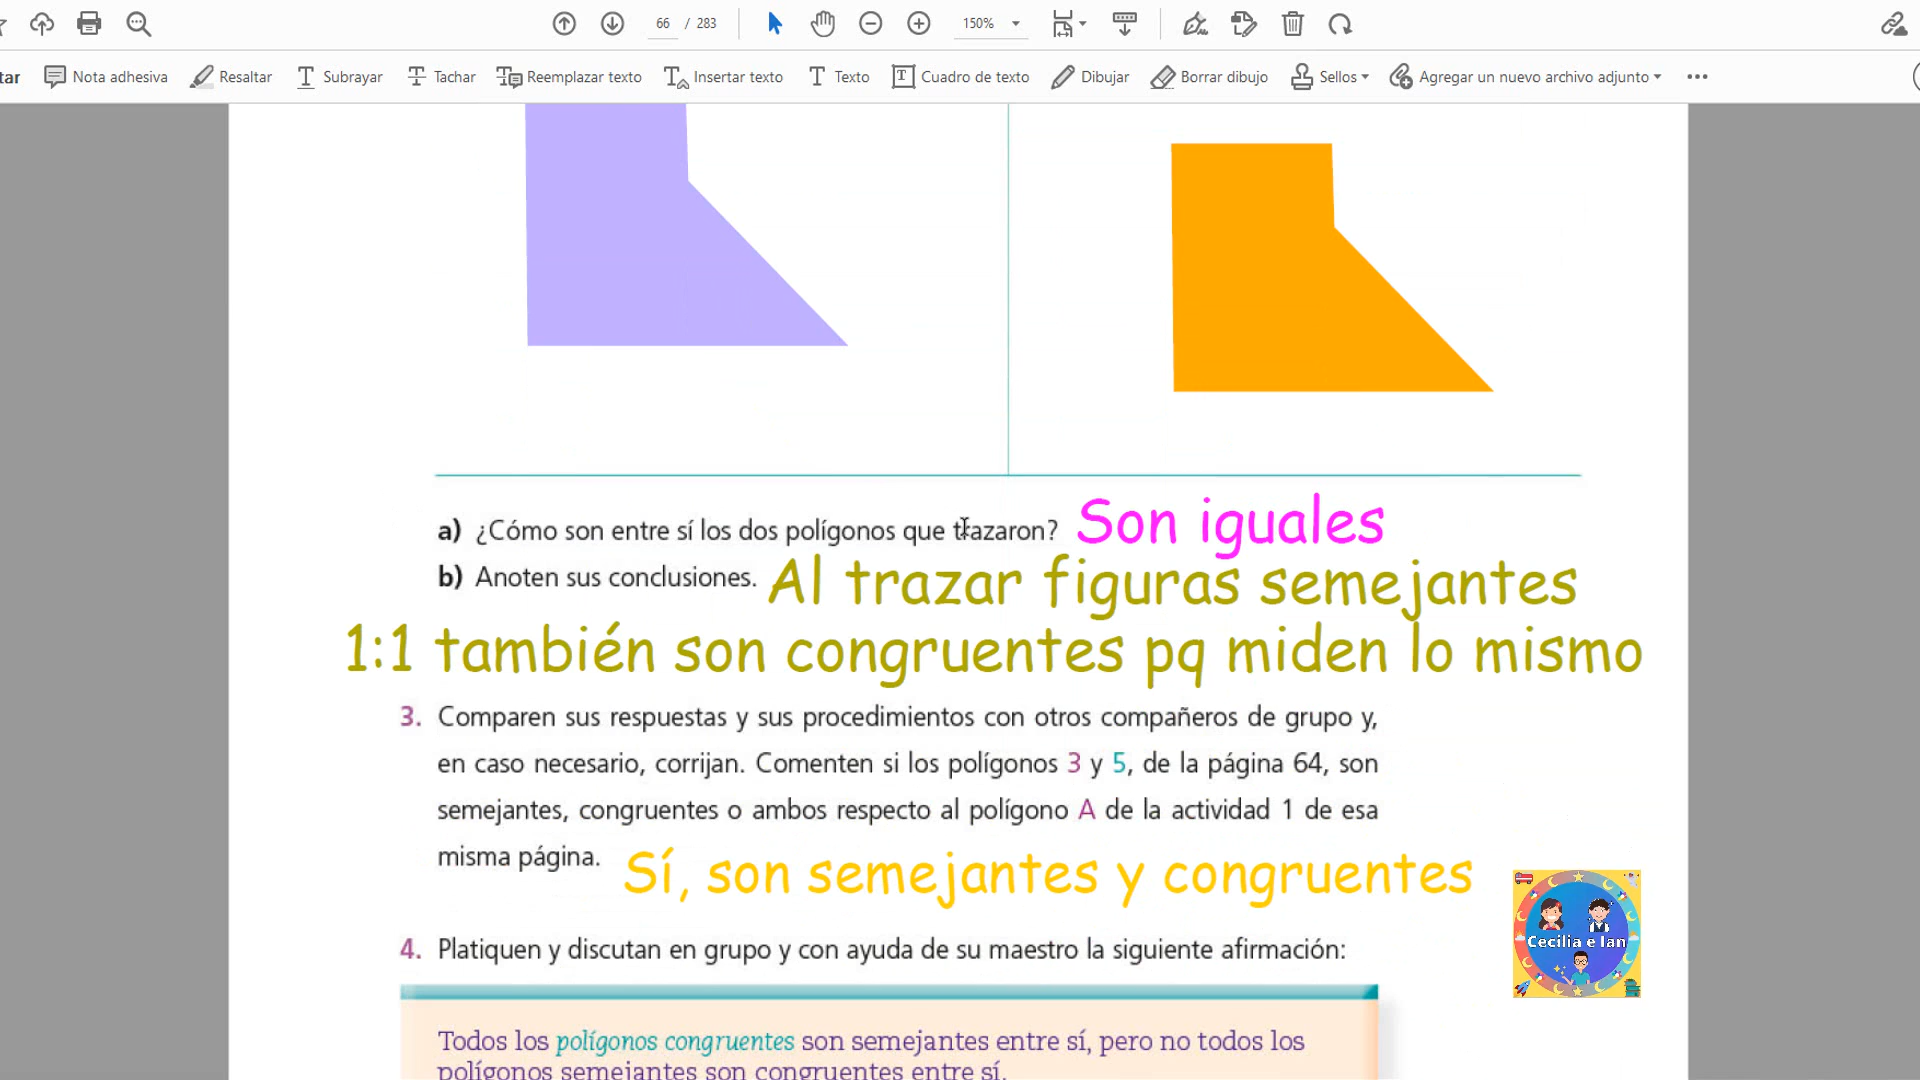 66 / 283
150%
tar
Nota adhesiva
Resaltar
Subrayar
Tachar
Reemplazar texto
Insertar texto
Texto
Cuadro de texto
Dibujar
Borrar dibujo
Sellos
Agregar un nuevo archivo adjunto
a) ¿Cómo son entre sí los dos polígonos que trazaron? Son iguales
b) Anoten sus conclusiones. Al trazar figuras semejantes
1:1 también son congruentes pq miden lo mismo
3. Comparen sus respuestas y sus procedimientos con otros compañeros de grupo y,
en caso necesario, corrijan. Comenten si los polígonos 3 y 5, de la página 64, son
semejantes, congruentes o ambos respecto al polígono A de la actividad 1 de esa
misma página. Sí, son semejantes y congruentes
Cecilia e Ian
4. Platiquen y discutan en grupo y con ayuda de su maestro la siguiente afirmación:
Todos los polígonos congruentes son semejantes entre sí, pero no todos los
polígonos semejantes son congruentes entre sí.